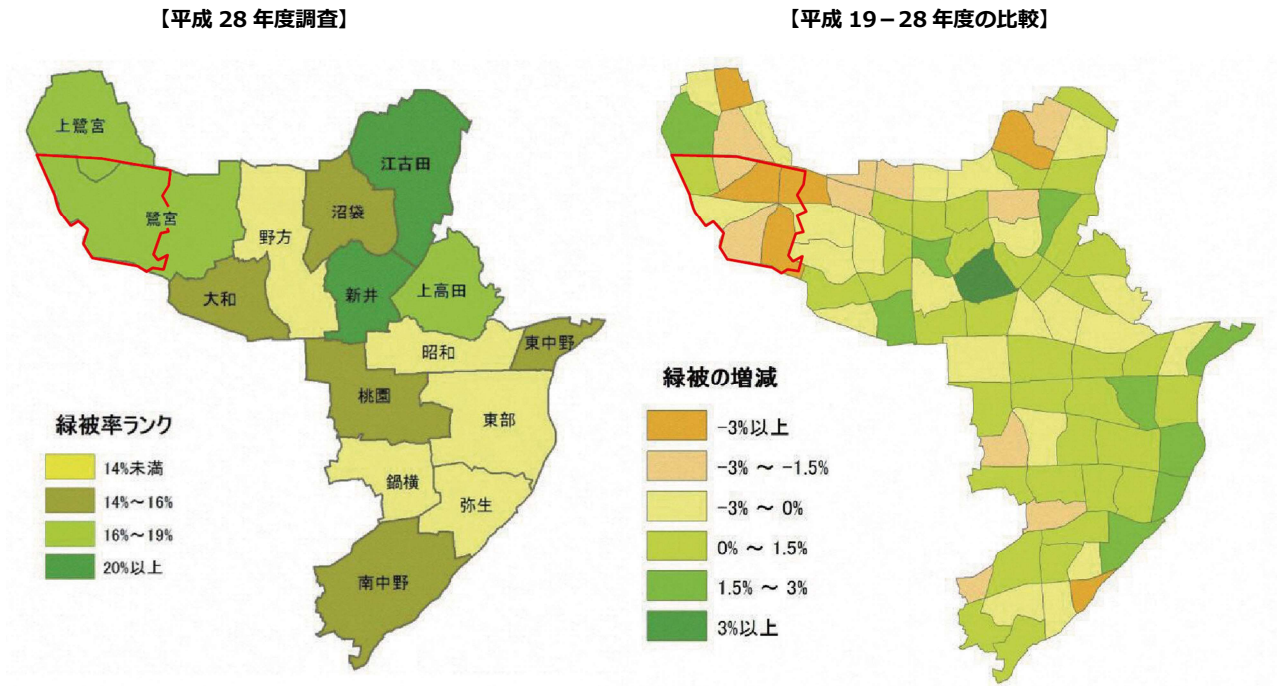 【平成 28 年度調査】
【平成 19－28 年度の比較】
上鷺宮
江古田
沼袋
鷺宮
野方
大和
新井
上高田
昭和
東中野
桃園
東部
鍋横
弥生
南中野
緑被率ランク
14%未満
14%～16%
16%～19%
20%以上
緑被の増減
-3%以上
-3% ～ -1.5%
-3% ～ 0%
0% ～ 1.5%
1.5% ～ 3%
3%以上